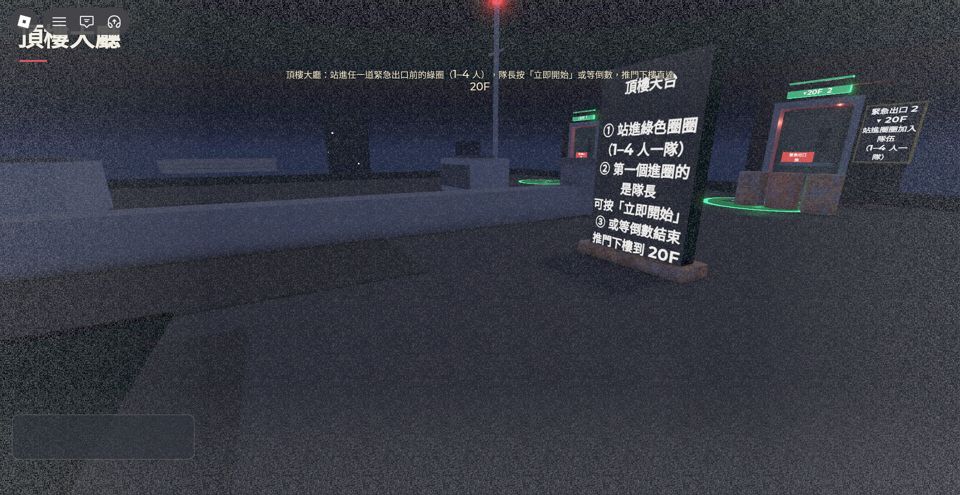 頂樓大廳
頂樓大廳：站進任一道緊急出口前的綠圈（1–4 人），隊長按「立即開始」或等倒數，推門下樓直達
20F
頂樓天台
① 站進綠色圈圈
（1–4 人一隊）
② 第一個進圈的
是隊長
可按「立即開始」
③ 或等倒數結束
推門下樓到 20F
▼20F 2
緊急出口 2
▼ 20F
站進圈圈加入
隊伍
（1–4 人一
隊）